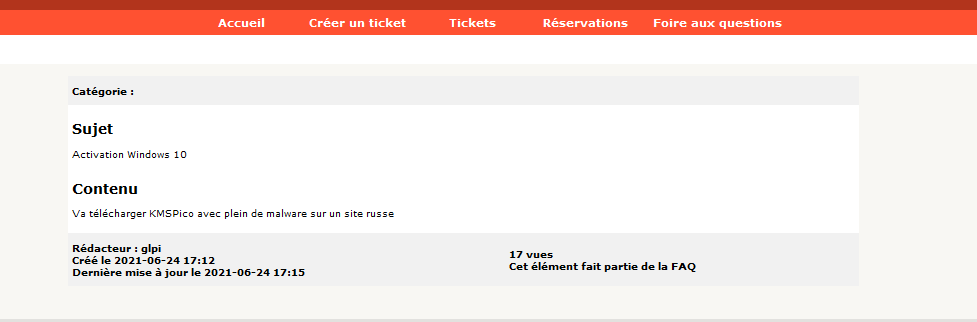 Accueil Créer un ticket Tickets Réservations Foire aux questions
Catégorie :
Sujet
Activation Windows 10
Contenu
Va télécharger KMSPico avec plein de malware sur un site russe
Rédacteur : glpi
Créé le 2021-06-24 17:12
Dernière mise à jour le 2021-06-24 17:15
17 vues
Cet élément fait partie de la FAQ